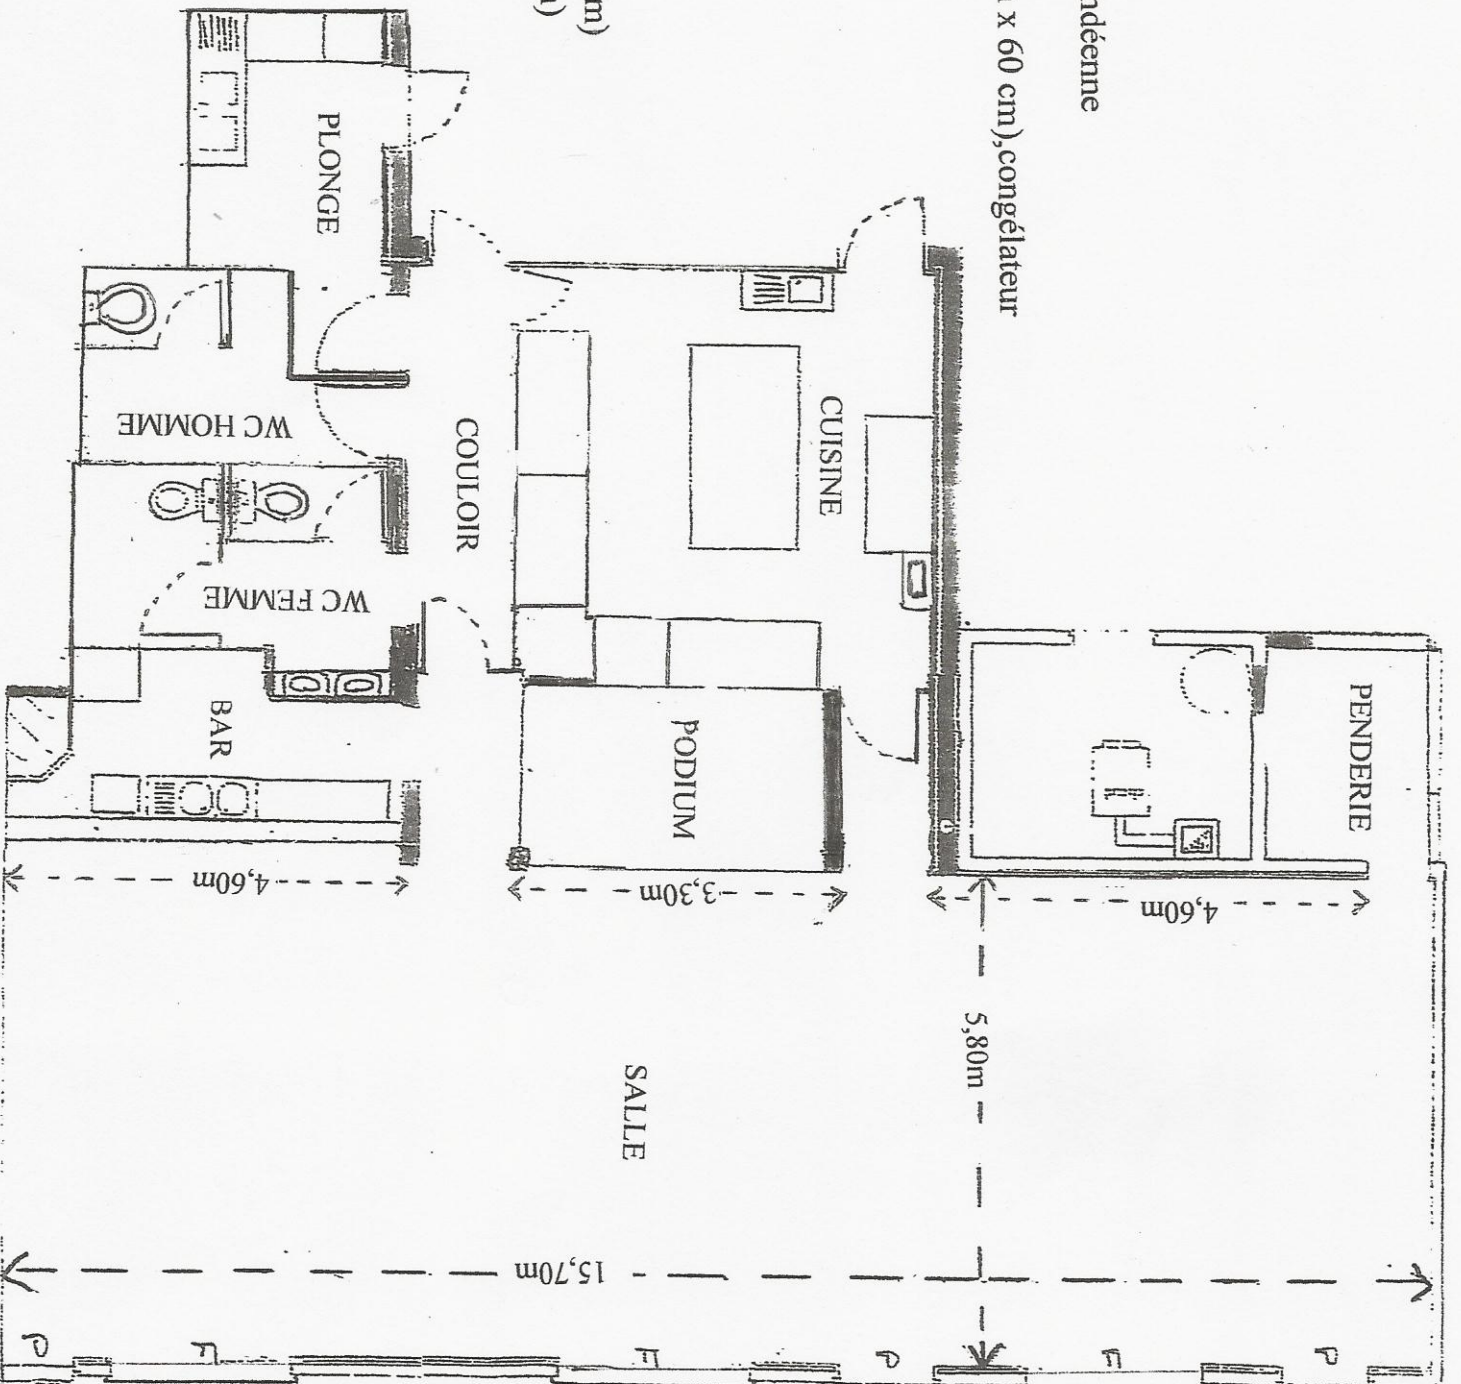 ndéenne
x 60 cm),congélateur
m)
)
PLONGE
WC HOMME
COULOIR
CUISINE
WC FEMME
BAR
PODIUM
PENDERIE
4,60m
3,30m
4,60m
5,80m
SALLE
15,70m
P
F
F
P
F
P